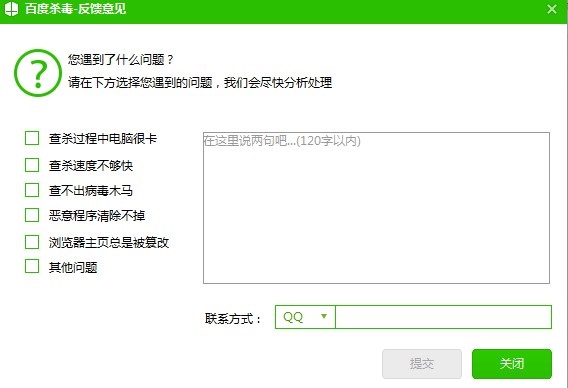 百度杀毒-反馈意见
您遇到了什么问题？
请在下方选择您遇到的问题，我们会尽快分析处理
查杀过程中电脑很卡
查杀速度不够快
查不出病毒木马
恶意程序清除不掉
浏览器主页总是被篡改
其他问题
在这里说两句吧...(120字以内)
联系方式：
QQ
提交
关闭